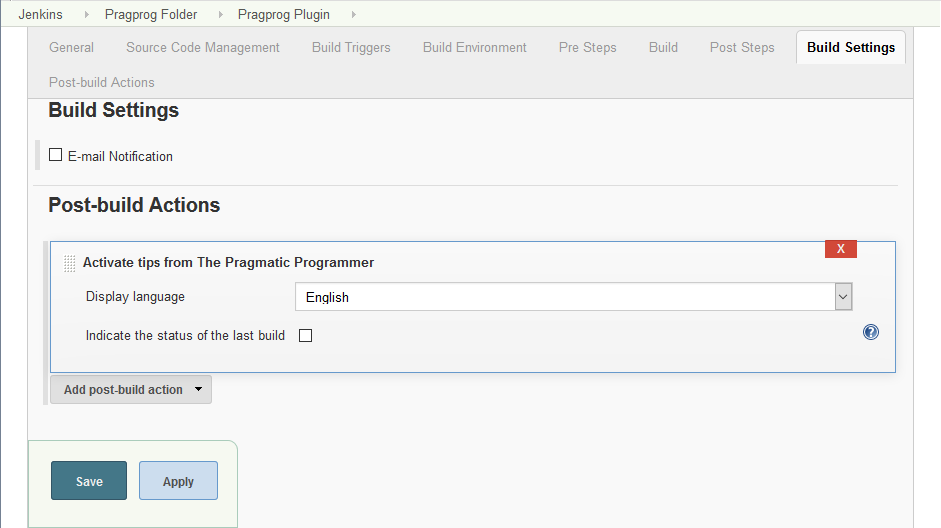 Jenkins Pragprog Folder Pragprog Plugin
General Source Code Management Build Triggers Build Environment Pre Steps Build Post Steps Build Settings
Post-build Actions
Build Settings
E-mail Notification
Post-build Actions
X
Activate tips from The Pragmatic Programmer
Display language English
Indicate the status of the last build ?
Add post-build action
Save Apply